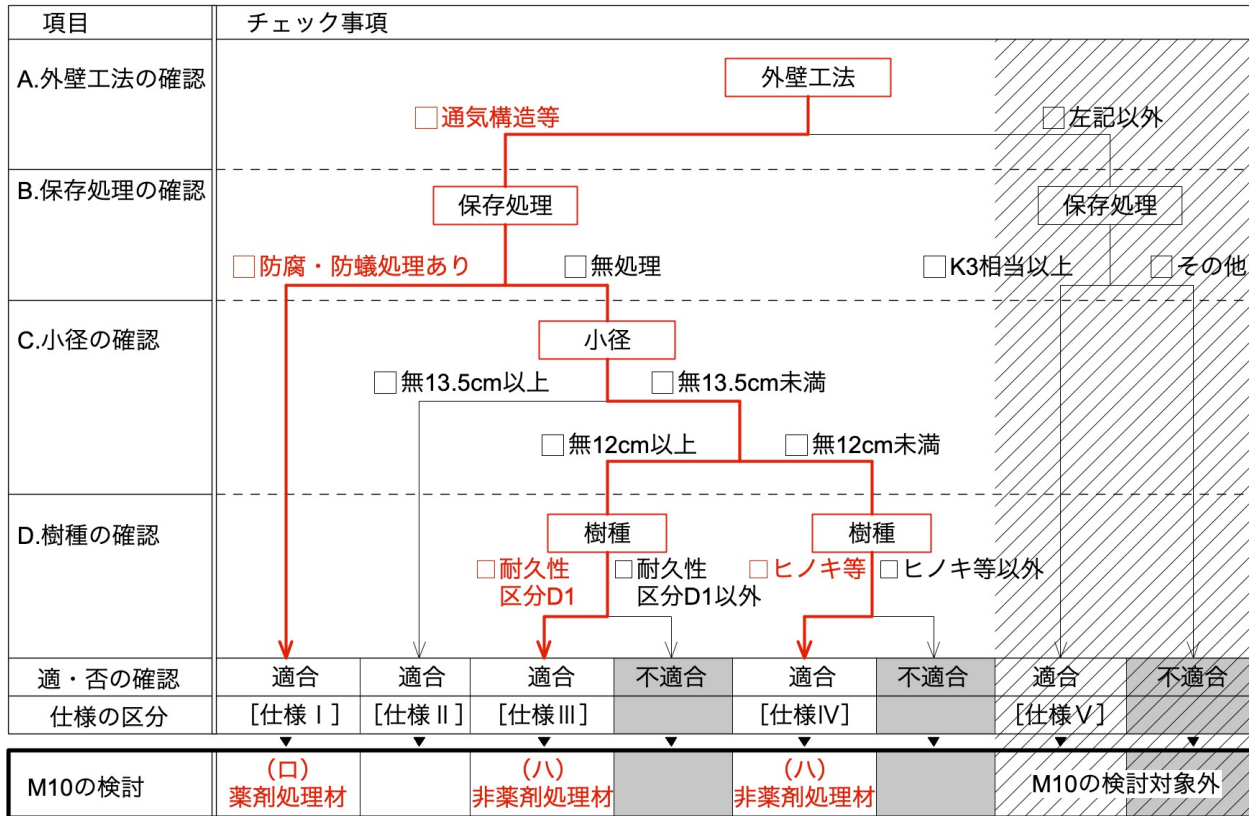 項目
チェック事項
A.外壁工法の確認
外壁工法
□通気構造等
□左記以外
B.保存処理の確認
保存処理
保存処理
□防腐・防蟻処理あり
□無処理
□K3相当以上
□その他
C.小径の確認
小径
□無13.5cm以上
□無13.5cm未満
□無12cm以上
□無12cm未満
D.樹種の確認
樹種
樹種
□耐久性
区分D1
□耐久性
区分D1以外
□ヒノキ等
□ヒノキ等以外
適・否の確認
適合
適合
適合
不適合
適合
不適合
適合
不適合
仕様の区分
[仕様Ⅰ]
[仕様Ⅱ]
[仕様Ⅲ]
[仕様Ⅳ]
[仕様Ⅴ]
M10の検討
(ロ)
薬剤処理材
(ハ)
非薬剤処理材
(ハ)
非薬剤処理材
M10の検討対象外